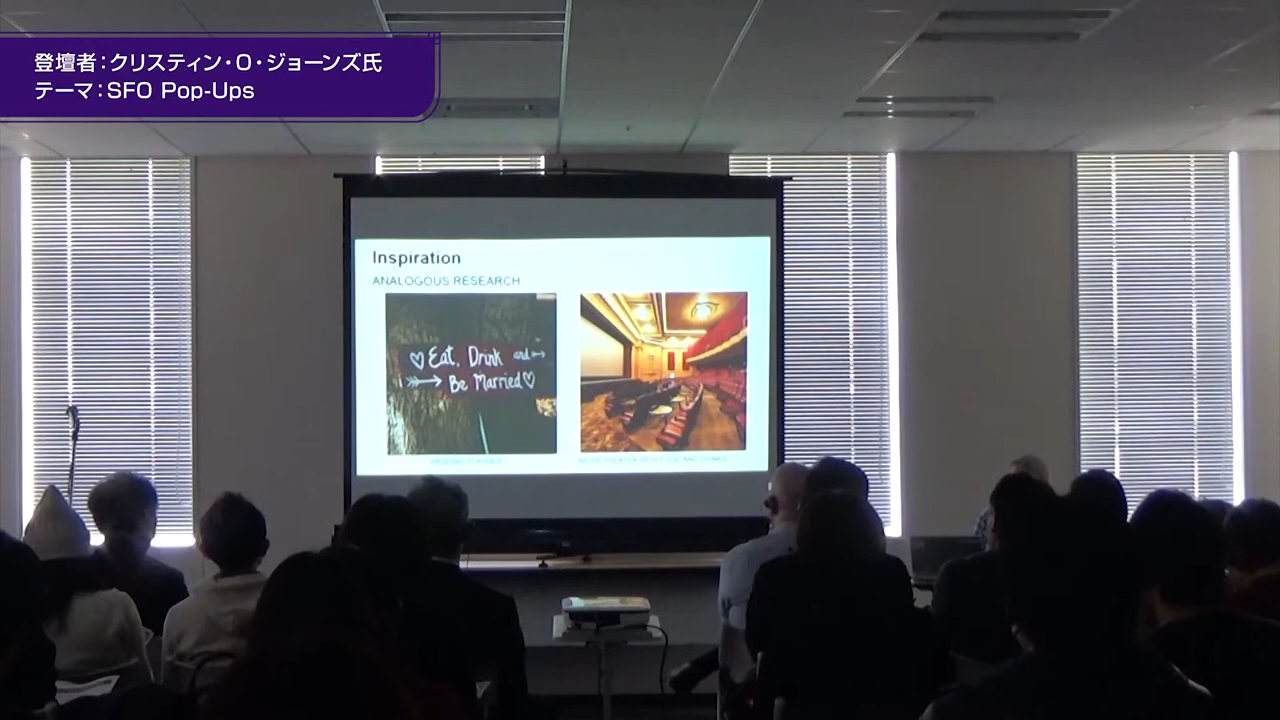 登壇者：クリスティン・O・ジョーンズ氏
テーマ：SFO Pop-Ups
Inspiration
ANALOGOUS RESEARCH
Eat, Drink and
Be Married